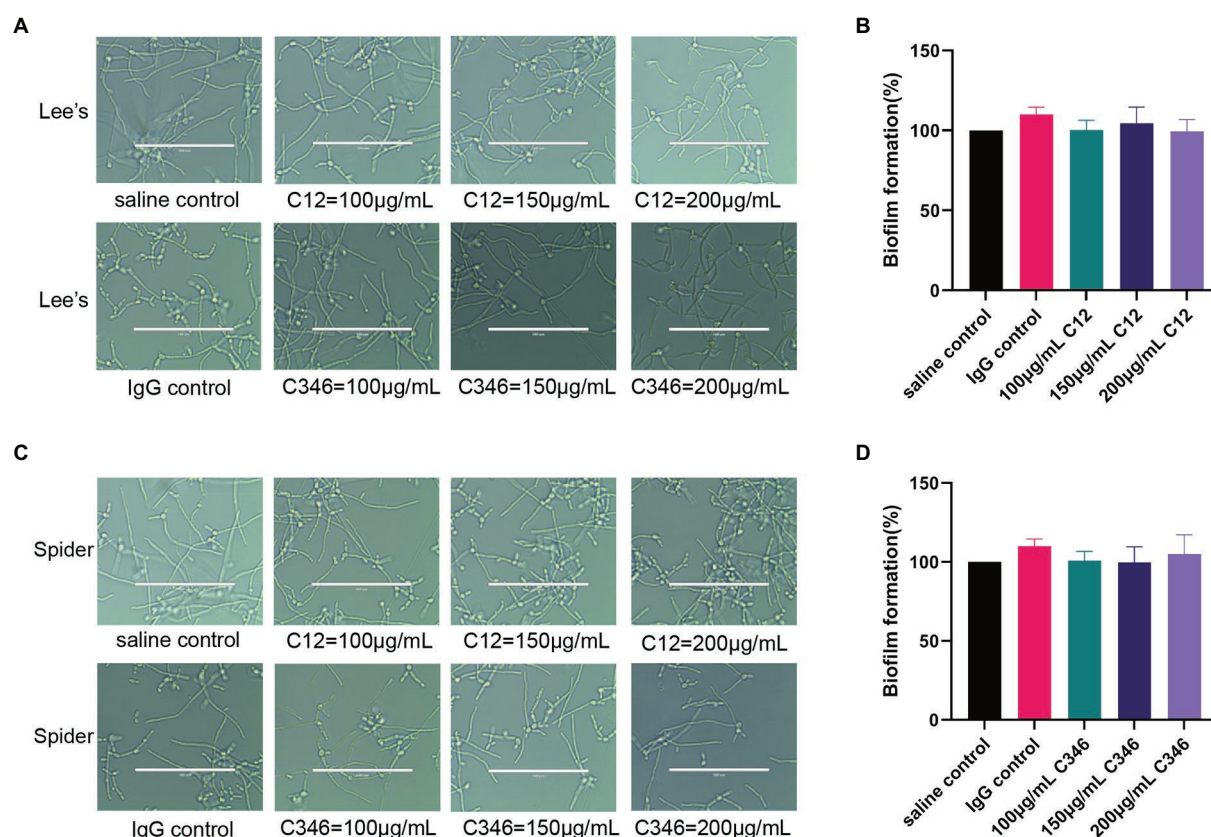 A
Lee's
saline control
C12=100µg/mL
C12=150µg/mL
C12=200µg/mL
Lee's
IgG control
C346=100µg/mL
C346=150µg/mL
C346=200µg/mL
B
Biofilm formation(%)
150
100
50
0
saline control
IgG control
100µg/mL C12
150µg/mL C12
200µg/mL C12
C
Spider
saline control
C12=100µg/mL
C12=150µg/mL
C12=200µg/mL
Spider
IgG control
C346=100µg/mL
C346=150µg/mL
C346=200µg/mL
D
Biofilm formation(%)
150
100
50
0
saline control
IgG control
100µg/mL C346
150µg/mL C346
200µg/mL C346